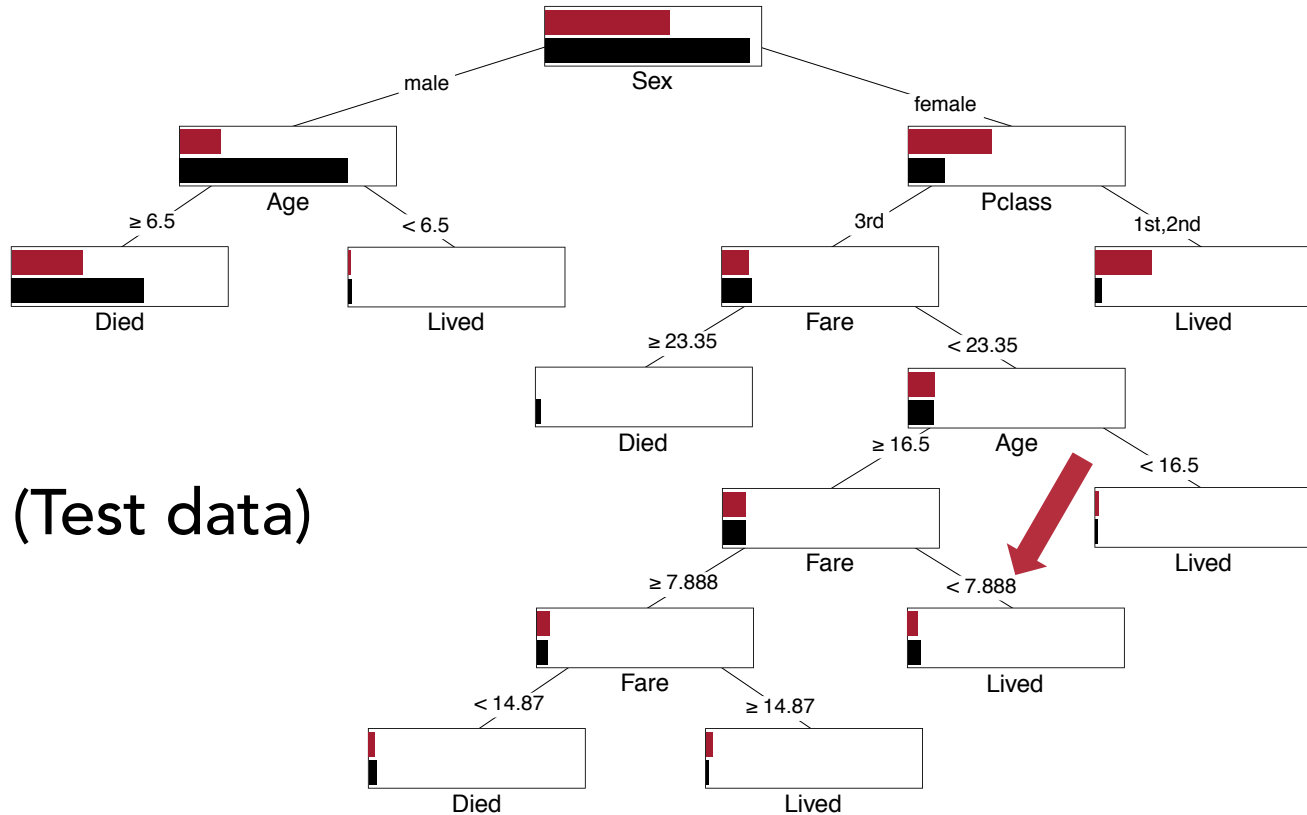 Sex
male
female
Age
Pclass
≥ 6.5
< 6.5
3rd
1st,2nd
Died
Lived
Fare
Lived
≥ 23.35
< 23.35
Died
Age
≥ 16.5
< 16.5
(Test data)
Fare
Lived
≥ 7.888
< 7.888
Fare
Lived
< 14.87
≥ 14.87
Died
Lived